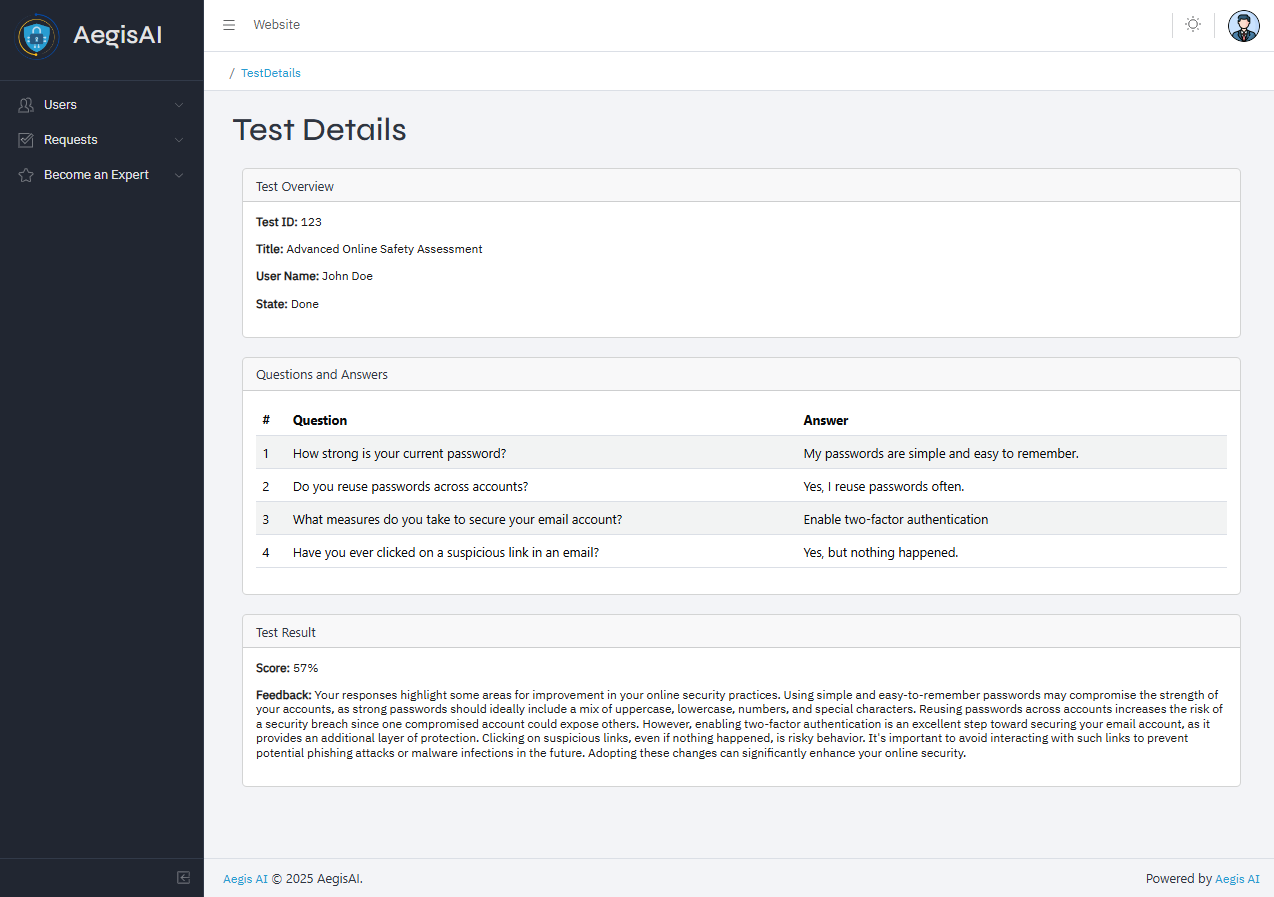 AegisAI
Website
/ TestDetails
Users
Requests
Become an Expert
Test Details
Test Overview
Test ID: 123
Title: Advanced Online Safety Assessment
User Name: John Doe
State: Done
Questions and Answers
# Question Answer
1 How strong is your current password? My passwords are simple and easy to remember.
2 Do you reuse passwords across accounts? Yes, I reuse passwords often.
3 What measures do you take to secure your email account? Enable two-factor authentication
4 Have you ever clicked on a suspicious link in an email? Yes, but nothing happened.
Test Result
Score: 57%
Feedback: Your responses highlight some areas for improvement in your online security practices. Using simple and easy-to-remember passwords may compromise the strength of
your accounts, as strong passwords should ideally include a mix of uppercase, lowercase, numbers, and special characters. Reusing passwords across accounts increases the risk of
a security breach since one compromised account could expose others. However, enabling two-factor authentication is an excellent step toward securing your email account, as it
provides an additional layer of protection. Clicking on suspicious links, even if nothing happened, is risky behavior. It's important to avoid interacting with such links to prevent
potential phishing attacks or malware infections in the future. Adopting these changes can significantly enhance your online security.
Aegis AI © 2025 AegisAI.
Powered by Aegis AI